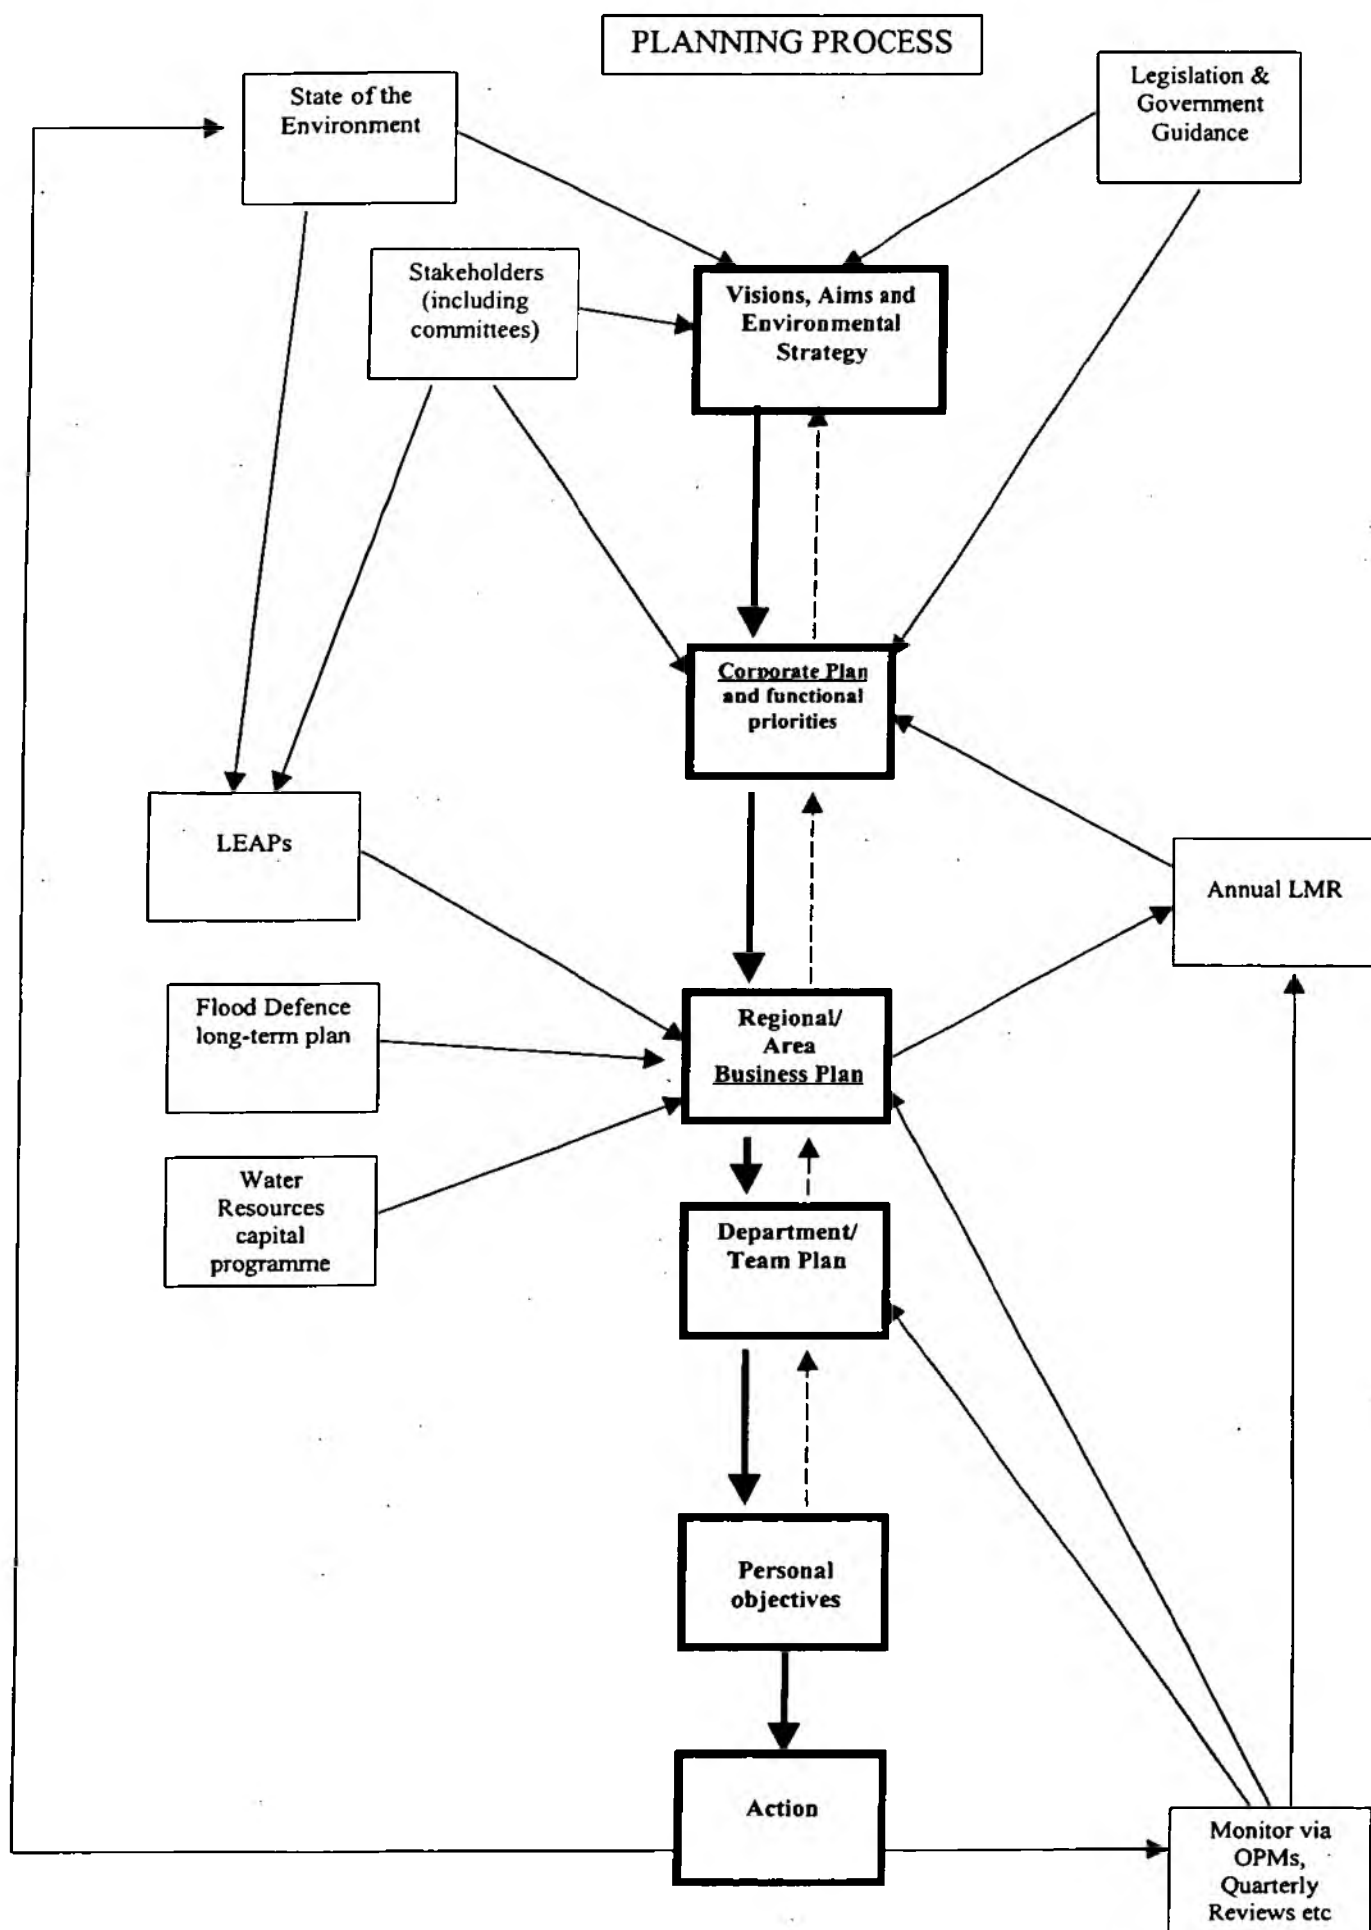 PLANNING PROCESS
State of the
Environment
Legislation &
Government
Guidance
Stakeholders
(including
committees)
Visions, Aims and
Environmental
Strategy
Corporate Plan
and functional
priorities
LEAPs
Annual LMR
Flood Defence
long-term plan
Regional/
Area
Business Plan
Water
Resources
capital
programme
Department/
Team Plan
Personal
objectives
Action
Monitor via
OPMs,
Quarterly
Reviews etc